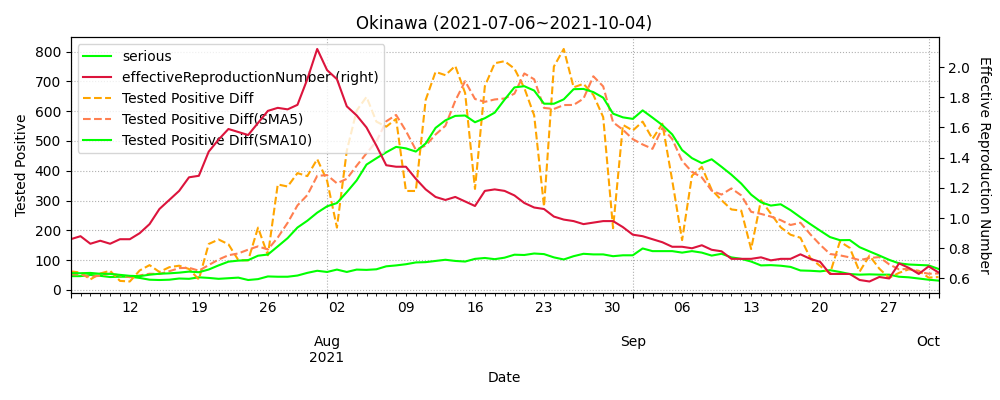 Okinawa (2021-07-06~2021-10-04)
serious
effectiveReproductionNumber (right)
Tested Positive Diff
Tested Positive Diff(SMA5)
Tested Positive Diff(SMA10)
Tested Positive
800
700
600
500
400
300
200
100
0
2.0
1.8
1.6
1.4
1.2
1.0
0.8
0.6
Effective Reproduction Number
12 19 26 02 09 16 23 30 06 13 20 27
Aug Sep Oct
2021
Date